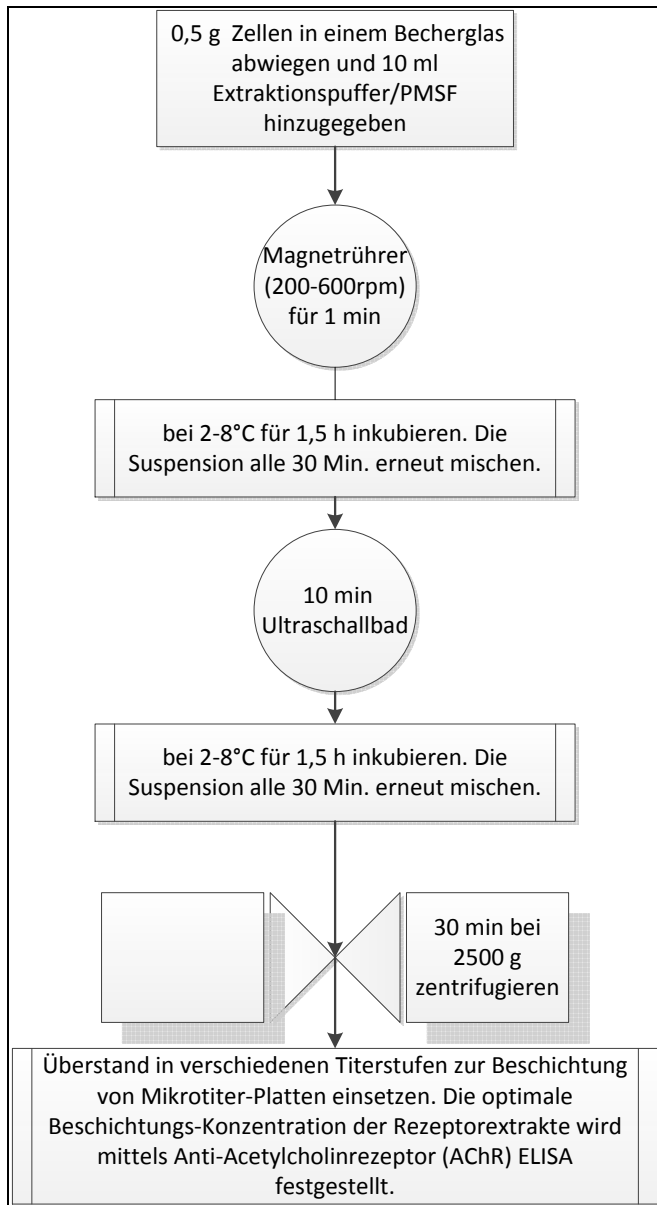 0,5 g  Zellen in einem Becherglas
abwiegen und 10 ml
Extraktionspuffer/PMSF
hinzugegeben
Magnetrührer
(200-600rpm)
für 1 min
bei 2-8°C für 1,5 h inkubieren. Die
Suspension alle 30 Min. erneut mischen.
10 min
Ultraschallbad
bei 2-8°C für 1,5 h inkubieren. Die
Suspension alle 30 Min. erneut mischen.
30 min bei
2500 g
zentrifugieren
Überstand in verschiedenen Titerstufen zur Beschichtung
von Mikrotiter-Platten einsetzen. Die optimale
Beschichtungs-Konzentration der Rezeptorextrakte wird
mittels Anti-Acetylcholinrezeptor (AChR) ELISA
festgestellt.